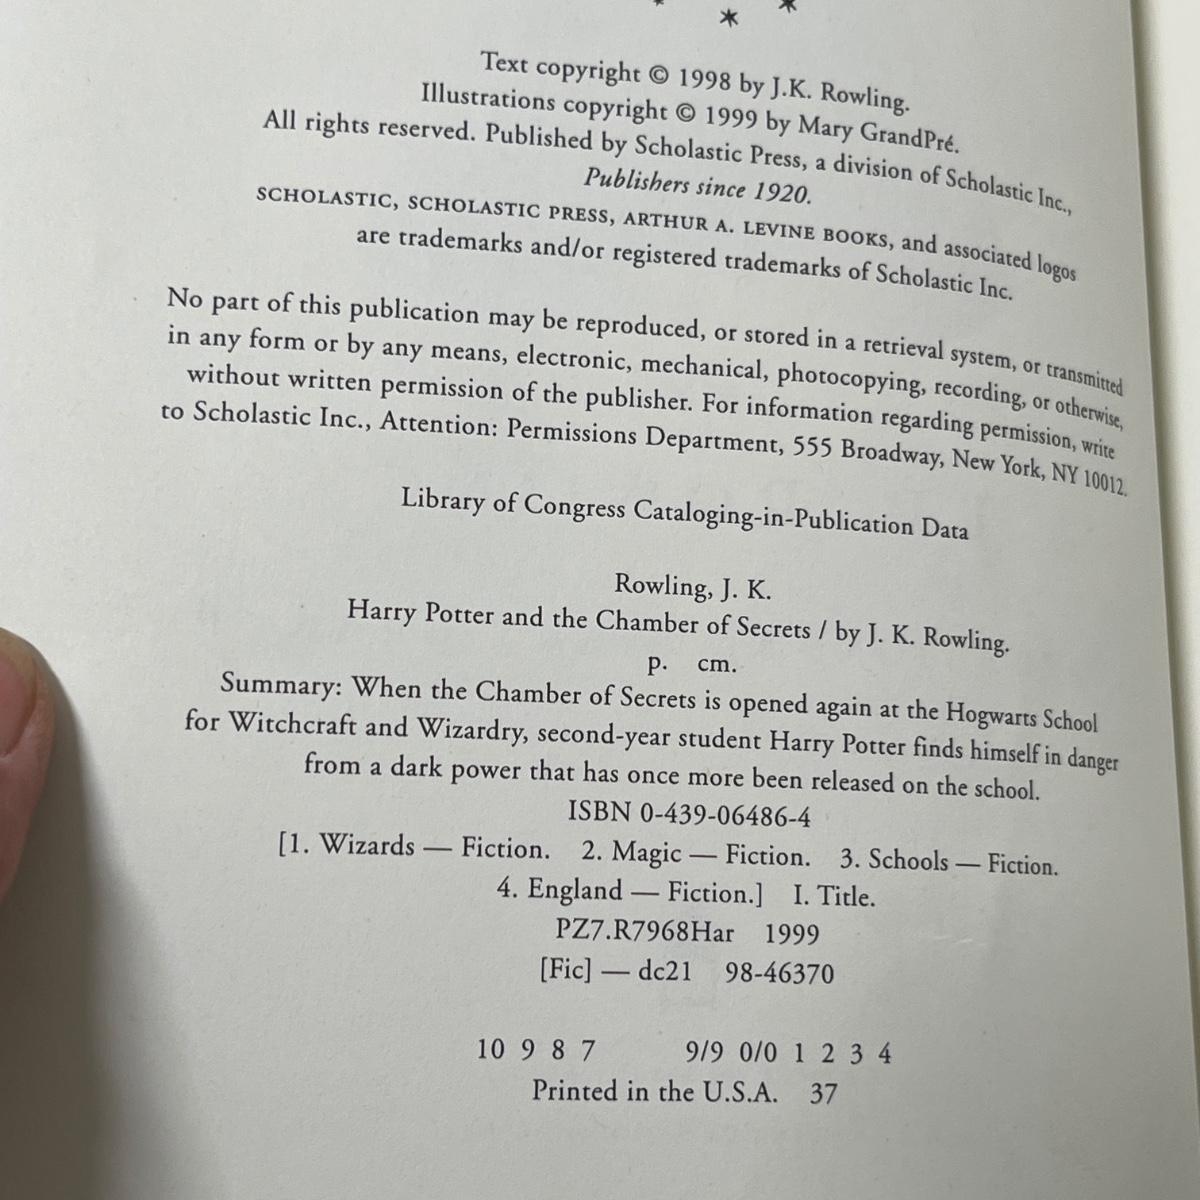 Text copyright © 1998 by J.K. Rowling.
Illustrations copyright © 1999 by Mary GrandPré.
All rights reserved. Published by Scholastic Press, a division of Scholastic Inc.,
Publishers since 1920.
SCHOLASTIC, SCHOLASTIC PRESS, ARTHUR A. LEVINE BOOKS, and associated logos
are trademarks and/or registered trademarks of Scholastic Inc.
No part of this publication may be reproduced, or stored in a retrieval system, or transmitted
in any form or by any means, electronic, mechanical, photocopying, recording, or otherwise,
without written permission of the publisher. For information regarding permission, write
to Scholastic Inc., Attention: Permissions Department, 555 Broadway, New York, NY 10012.
Library of Congress Cataloging-in-Publication Data
Rowling, J. K.
Harry Potter and the Chamber of Secrets / by J. K. Rowling.
p. cm.
Summary: When the Chamber of Secrets is opened again at the Hogwarts School
for Witchcraft and Wizardry, second-year student Harry Potter finds himself in danger
from a dark power that has once more been released on the school.
ISBN 0-439-06486-4
[1. Wizards — Fiction. 2. Magic — Fiction. 3. Schools — Fiction.
4. England — Fiction.] I. Title.
PZ7.R7968Har 1999
[Fic] — dc21 98-46370
10 9 8 7 9/9 0/0 1 2 3 4
Printed in the U.S.A. 37